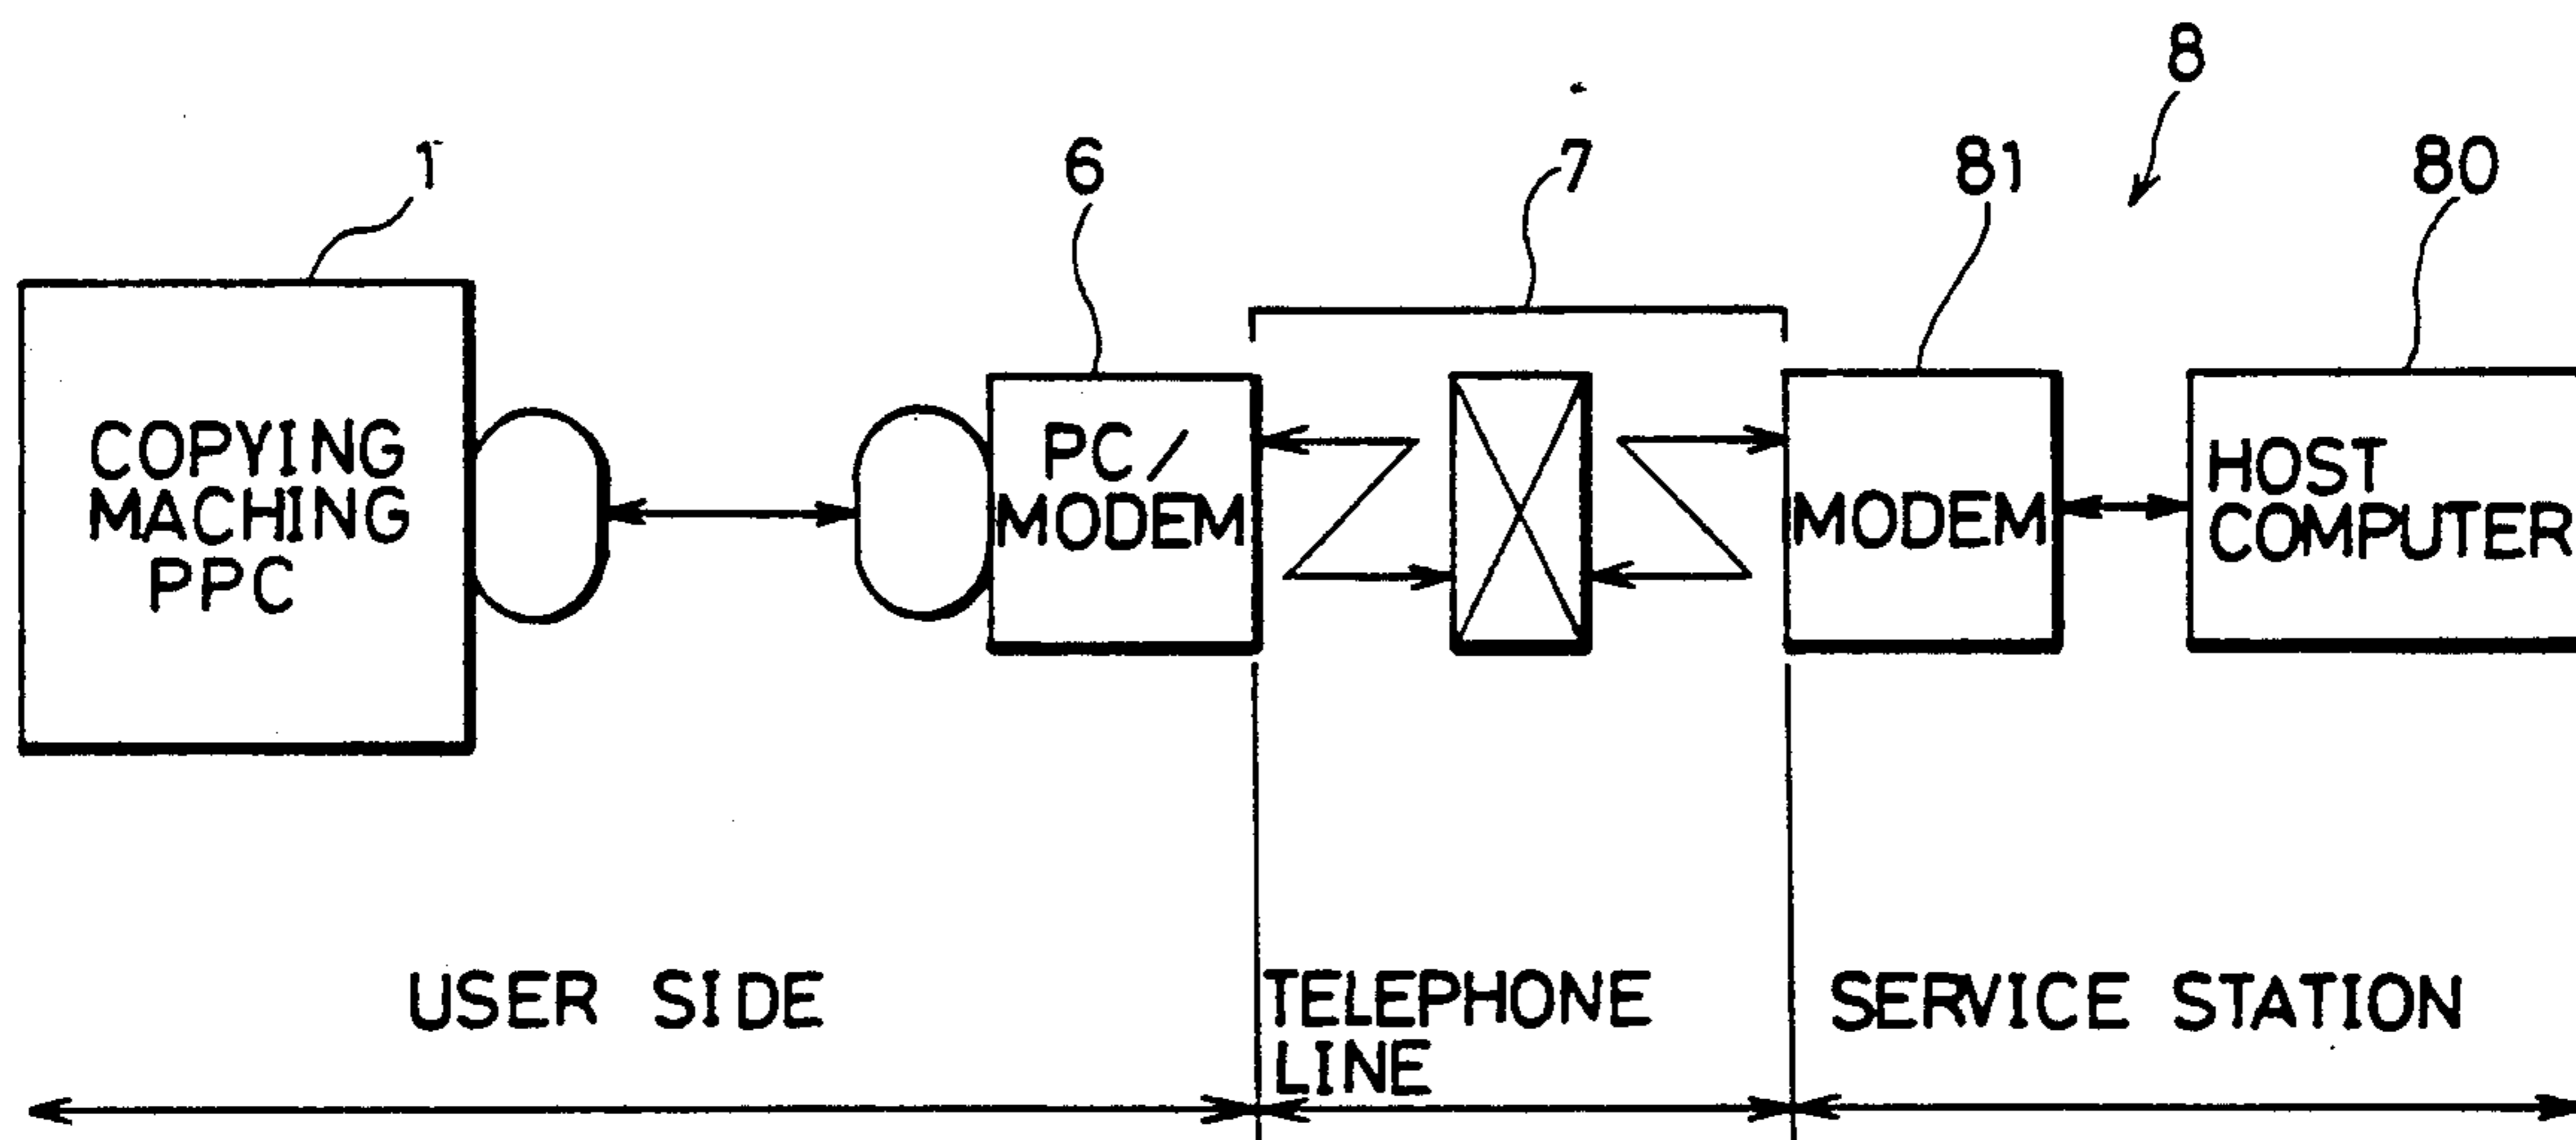 8
1
6
7
81
80
COPYING
MACHING
PPC
PC/
MODEM
MODEM
HOST
COMPUTER
USER SIDE
TELEPHONE
LINE
SERVICE STATION